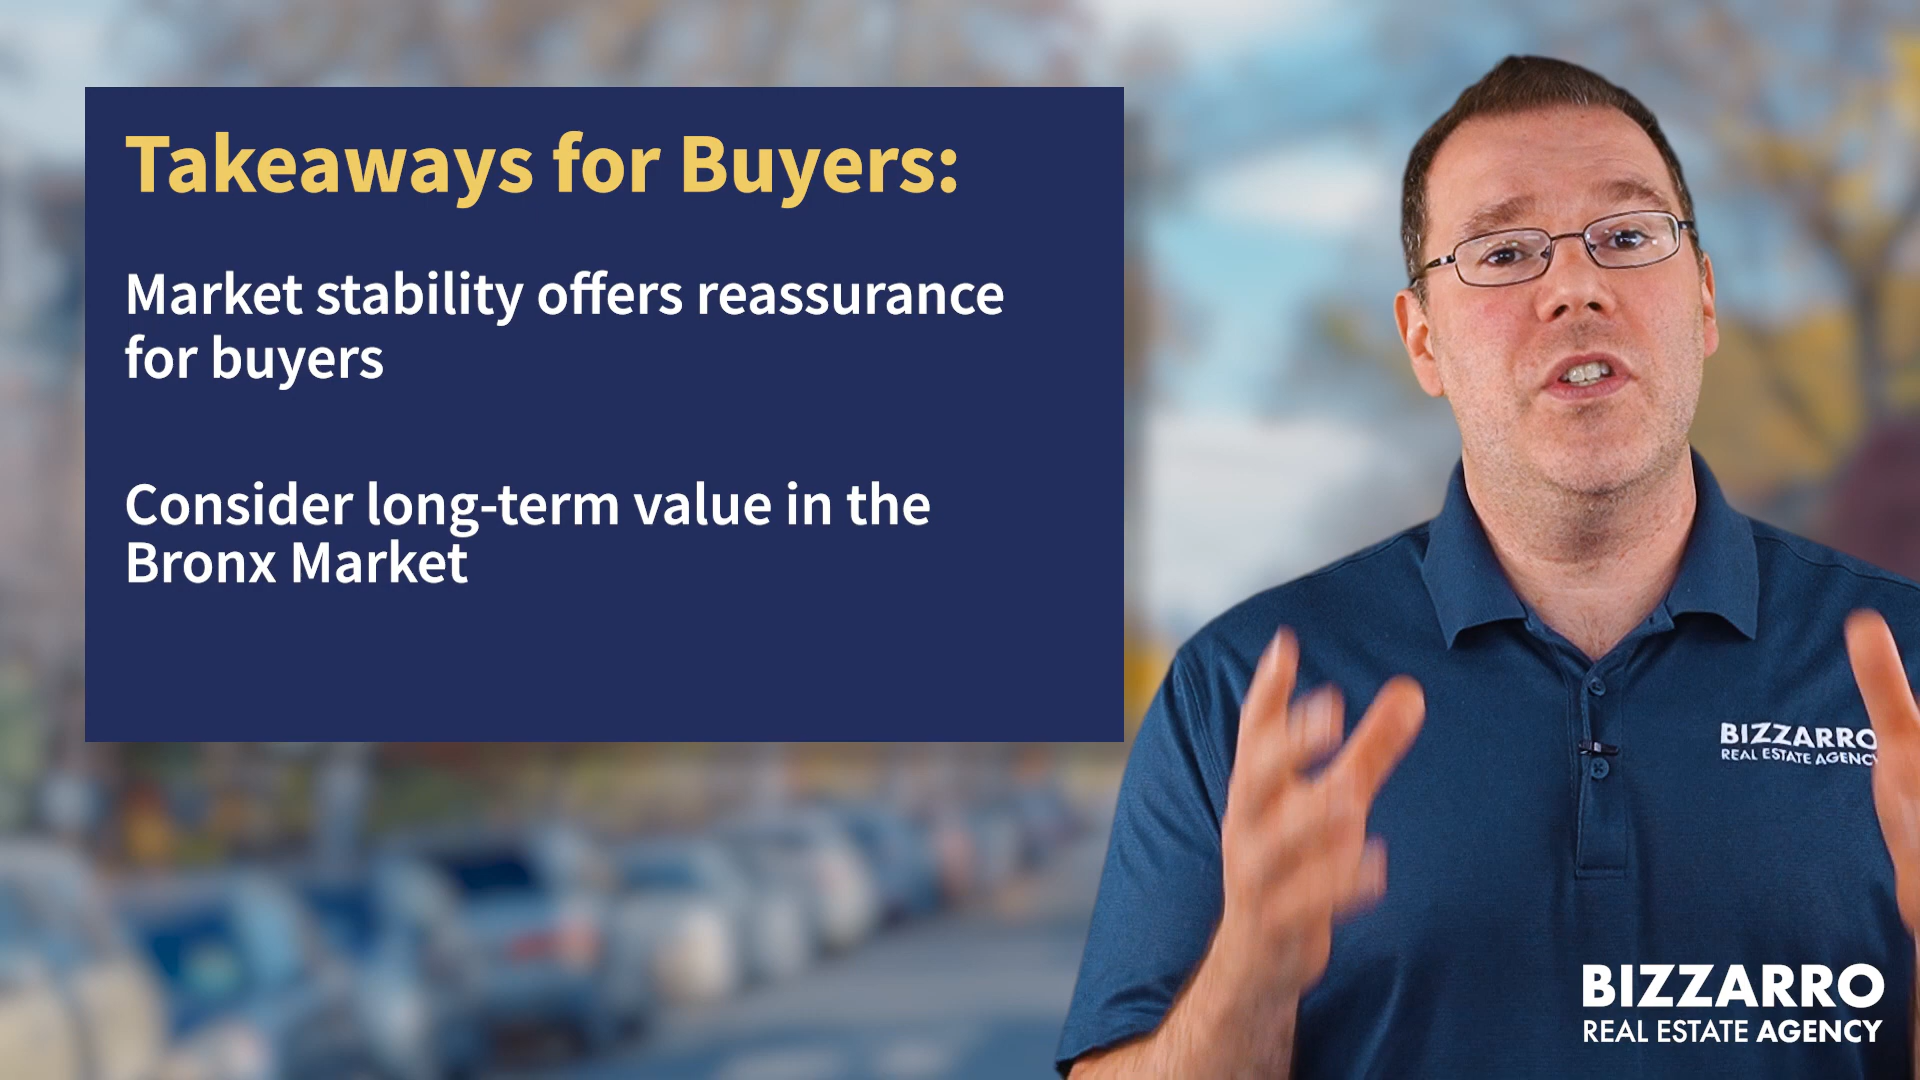 Takeaways for Buyers:
Market stability offers reassurance
for buyers
Consider long-term value in the
Bronx Market
BIZZARRO
REAL ESTATE AGENCY
BIZZARRO
REAL ESTATE AGENCY